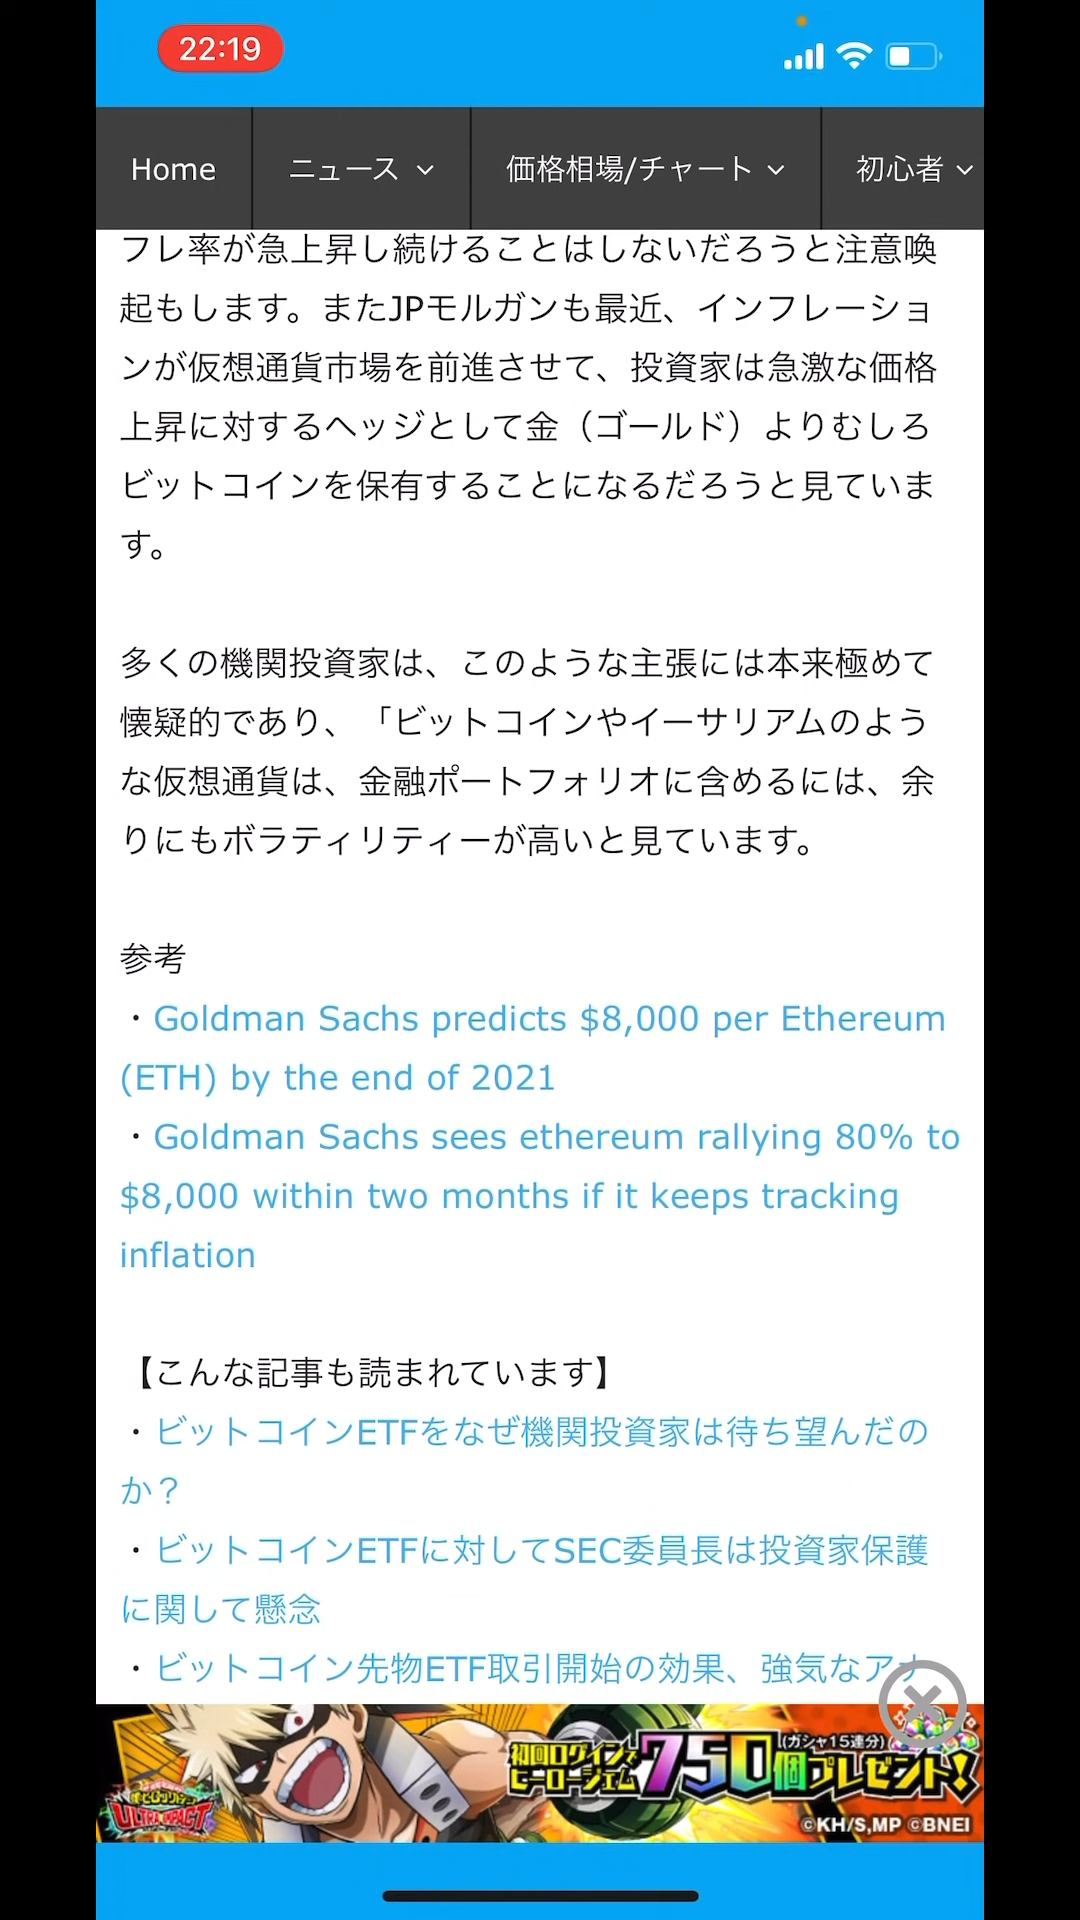 22:19
Home ニュース 価格相場/チャート 初心者
フレ率が急上昇し続けることはしないだろうと注意喚
起もします。またJPモルガンも最近、インフレーショ
ンが仮想通貨市場を前進させて、投資家は急激な価格
上昇に対するヘッジとして金（ゴールド）よりむしろ
ビットコインを保有することになるだろうと見ていま
す。
多くの機関投資家は、このような主張には本来極めて
懐疑的であり、「ビットコインやイーサリアムのよう
な仮想通貨は、金融ポートフォリオに含めるには、余
りにもボラティリティーが高いと見ています。
参考
・Goldman Sachs predicts $8,000 per Ethereum
(ETH) by the end of 2021
・Goldman Sachs sees ethereum rallying 80% to
$8,000 within two months if it keeps tracking
inflation
【こんな記事も読まれています】
・ビットコインETFをなぜ機関投資家は待ち望んだの
か？
・ビットコインETFに対してSEC委員長は投資家保護
に関して懸念
・ビットコイン先物ETF取引開始の効果、強気なアナ
初回ログインで
ヒーロージェム
750個プレゼント!
(ガシャ15連分)
ULTRA IMPACT
©KH/S,MP ©BNEI